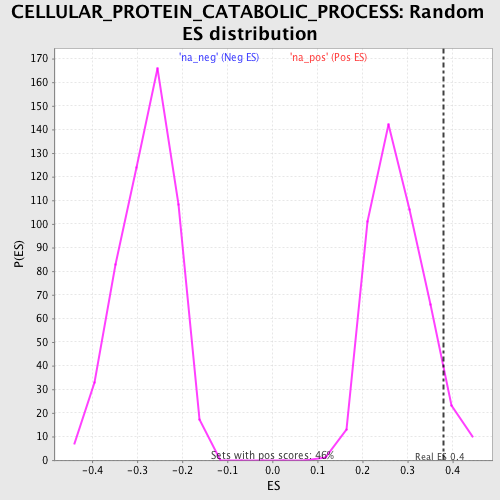 CELLULAR_PROTEIN_CATABOLIC_PROCESS: Random
ES distribution
'na_neg' (Neg ES) 'na_pos' (Pos ES)
170
160
150
140
130
120
110
100
90
80
70
60
50
40
30
20
10
0
P(ES)
Sets with pos scores: 46%
Real ES 0.4
-0.4 -0.3 -0.2 -0.1 0.0 0.1 0.2 0.3 0.4
ES